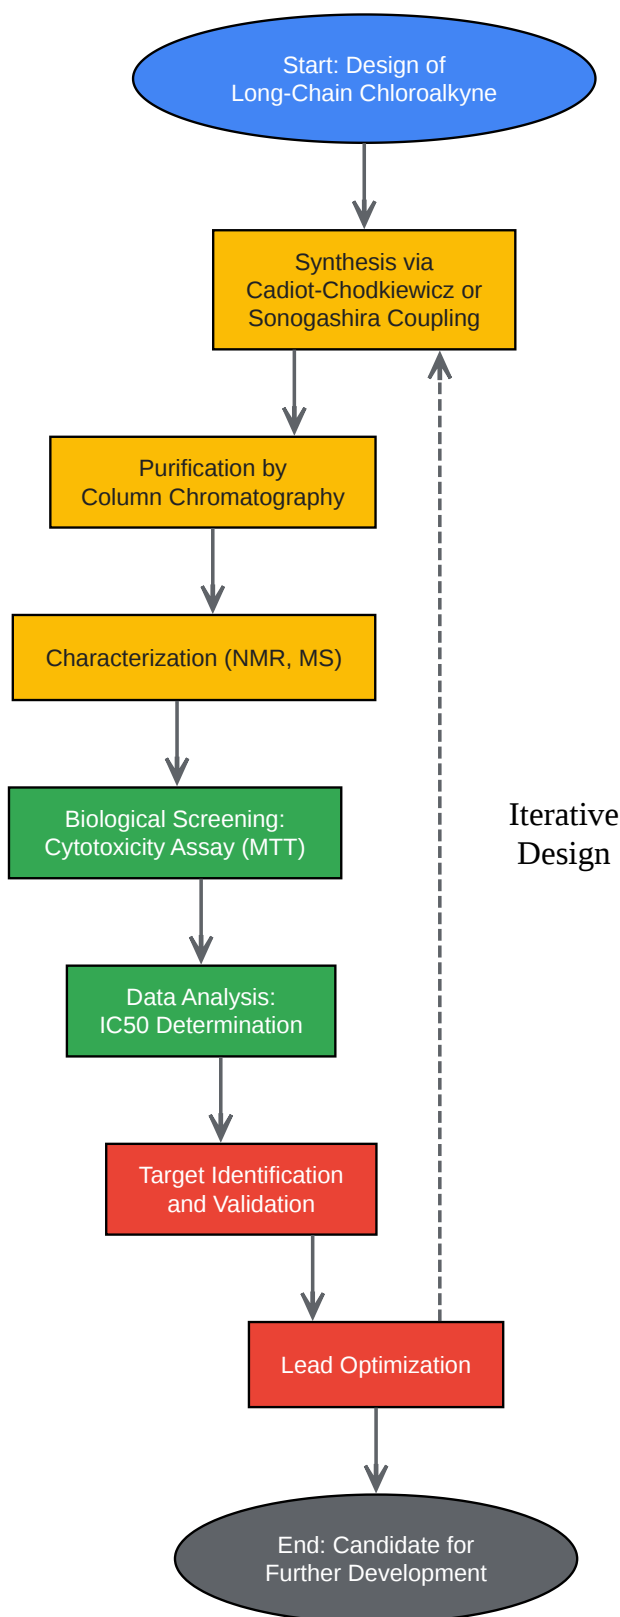 Start: Design of
Long-Chain Chloroalkyne
Synthesis via
Cadiot-Chodkiewicz or
Sonogashira Coupling
Purification by
Column Chromatography
Characterization (NMR, MS)
Biological Screening:
Cytotoxicity Assay (MTT)
Iterative
Design
Data Analysis:
IC50 Determination
Target Identification
and Validation
Lead Optimization
End: Candidate for
Further Development